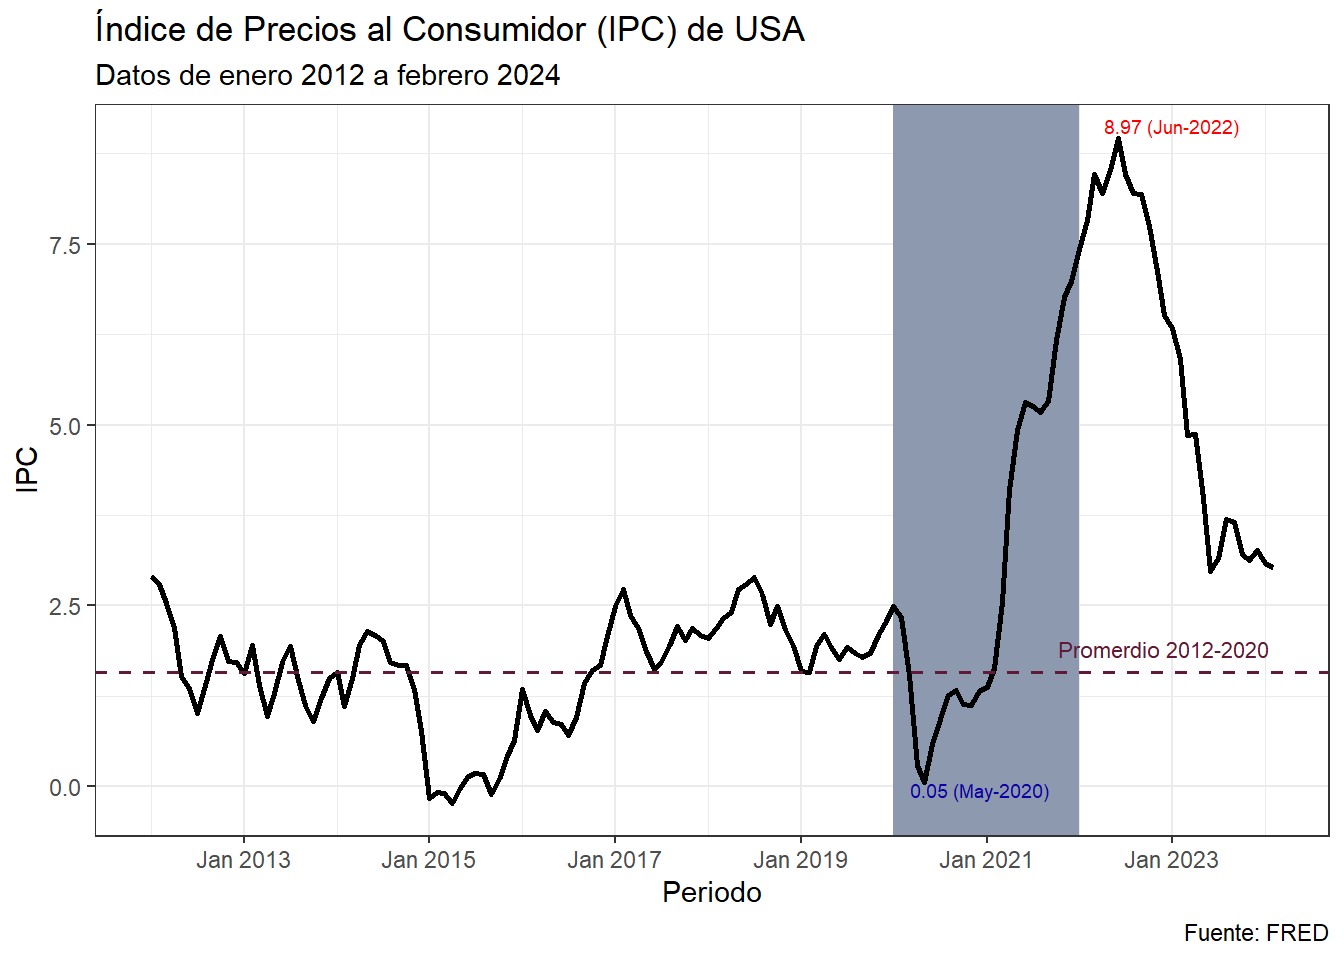 Índice de Precios al Consumidor (IPC) de USA
Datos de enero 2012 a febrero 2024
8.97 (Jun-2022)
7.5
5.0
IPC
2.5
Promerdio 2012-2020
0.0
0.05 (May-2020)
Jan 2013
Jan 2015
Jan 2017
Jan 2019
Jan 2021
Jan 2023
Periodo
Fuente: FRED